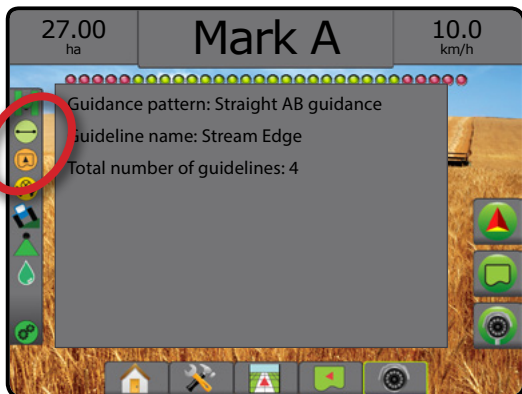 27.00
ha
Mark A
10.0
km/h
Guidance pattern: Straight AB guidance
Guideline name: Stream Edge
Total number of guidelines: 4